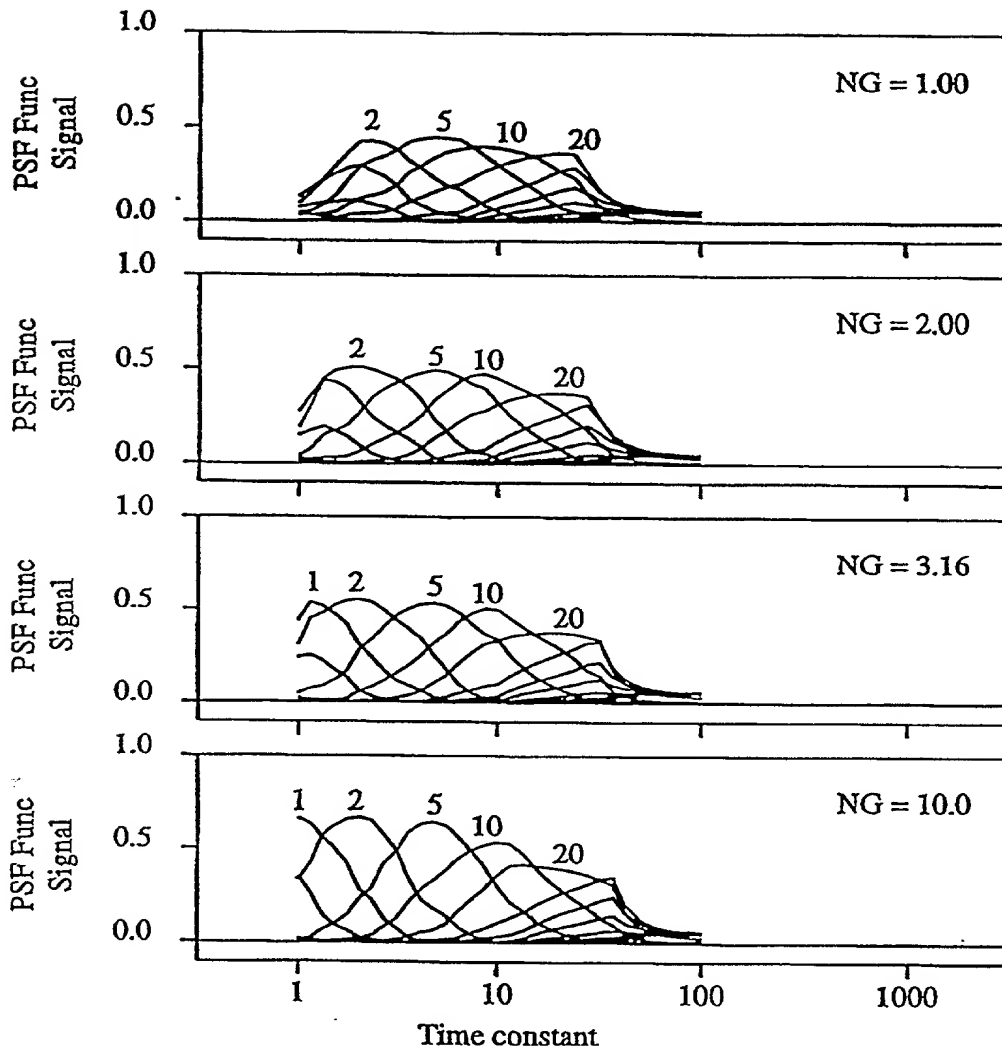 PSF Func
Signal
1.0
0.5
0.0
NG = 1.00
2 5 10 20
PSF Func
Signal
1.0
0.5
0.0
NG = 2.00
2 5 10 20
PSF Func
Signal
1.0
0.5
0.0
NG = 3.16
1 2 5 10 20
PSF Func
Signal
1.0
0.5
0.0
NG = 10.0
1 2 5 10 20
1 10 100 1000
Time constant